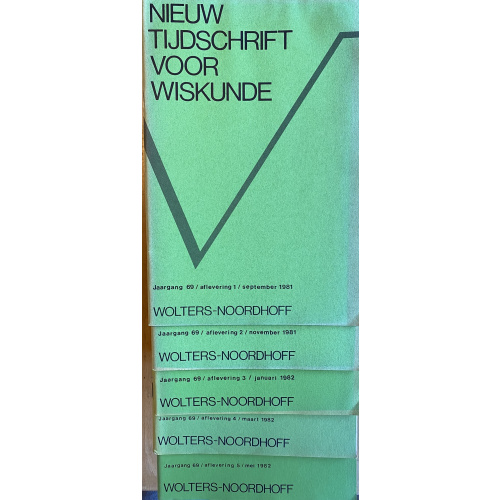 NIEUW
TIJDSCHRIFT
VOOR
WISKUNDE
Jaargang 69 / aflevering 1 / september 1981
WOLTERS-NOORDHOFF
Jaargang 69 / aflevering 2 / november 1981
WOLTERS-NOORDHOFF
Jaargang 69 / aflevering 3 / januari 1982
WOLTERS-NOORDHOFF
Jaargang 69 / aflevering 4 / maart 1982
WOLTERS-NOORDHOFF
Jaargang 69 / aflevering 5 / mei 1982
WOLTERS-NOORDHOFF